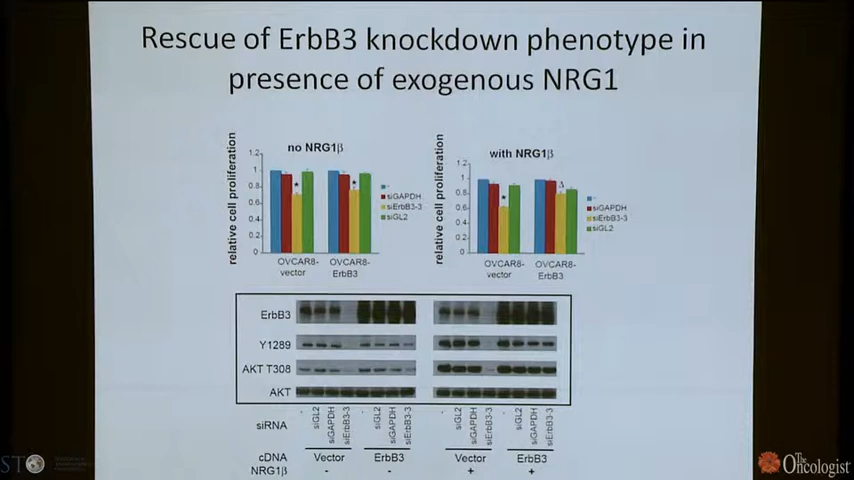 Rescue of ErbB3 knockdown phenotype in
presence of exogenous NRG1
no NRG1β
relative cell proliferation
1.2
1
0.8
0.6
0.4
0.2
0
*
*
-
siGAPDH
siErbB3-3
siGL2
OVCAR8-
vector
OVCAR8-
ErbB3
with NRG1β
relative cell proliferation
1.2
1
0.8
0.6
0.4
0.2
0
*
Δ
-
siGAPDH
siErbB3-3
siGL2
OVCAR8-
vector
OVCAR8-
ErbB3
ErbB3
Y1289
AKT T308
AKT
siRNA
- siGL2 siGAPDH siErbB3-3 - siGL2 siGAPDH siErbB3-3 - siGL2 siGAPDH siErbB3-3 - siGL2 siGAPDH siErbB3-3
cDNA Vector ErbB3 Vector ErbB3
NRG1β - - + +
The
Oncologist